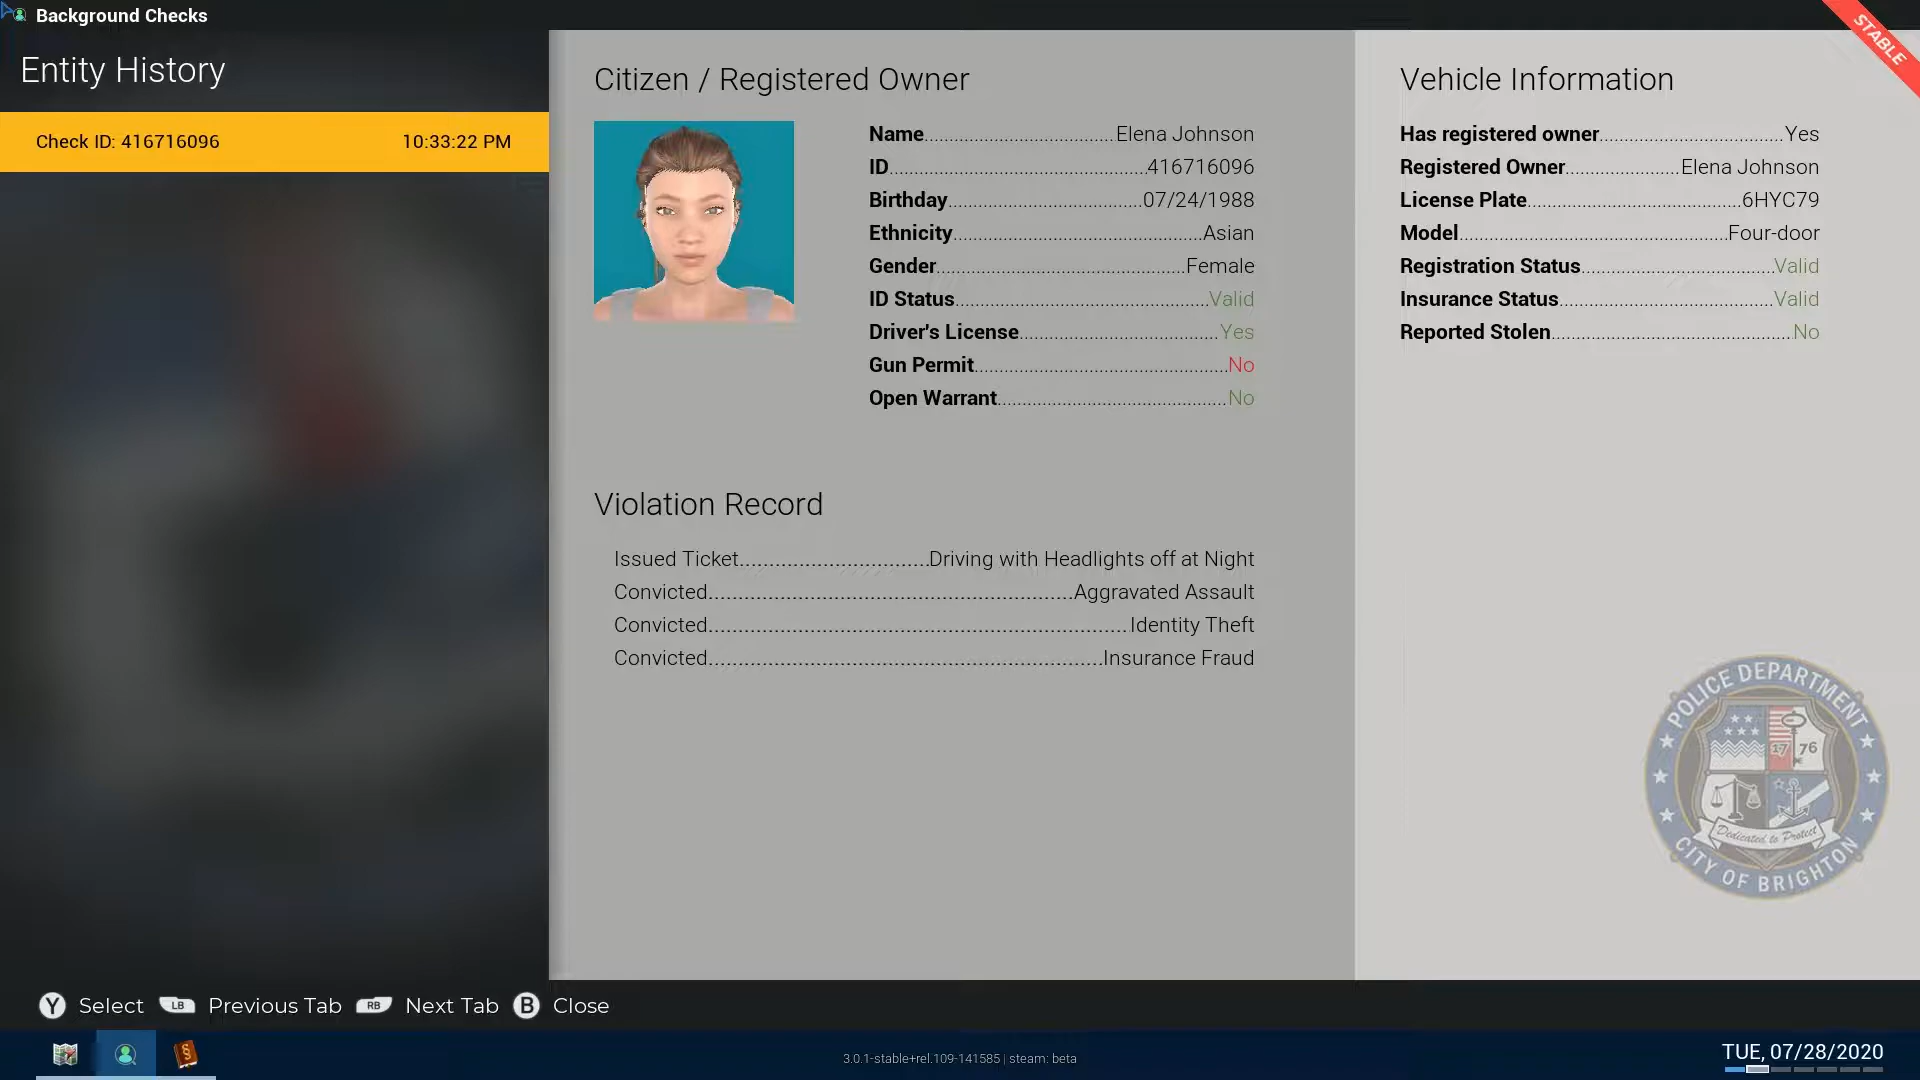 Background Checks
STABLE
Entity History
Check ID: 416716096 10:33:22 PM
Citizen / Registered Owner
Name Elena Johnson
ID 416716096
Birthday 07/24/1988
Ethnicity Asian
Gender Female
ID Status Valid
Driver's License Yes
Gun Permit No
Open Warrant No
Violation Record
Issued Ticket Driving with Headlights off at Night
Convicted Aggravated Assault
Convicted Identity Theft
Convicted Insurance Fraud
Vehicle Information
Has registered owner Yes
Registered Owner Elena Johnson
License Plate 6HYC79
Model Four-door
Registration Status Valid
Insurance Status Valid
Reported Stolen No
POLICE DEPARTMENT
17 76
Dedicated to Protect
CITY OF BRIGHTON
Y Select LB Previous Tab RB Next Tab B Close
§
3.0.1-stable+rel.109-141585 | steam: beta
TUE, 07/28/2020